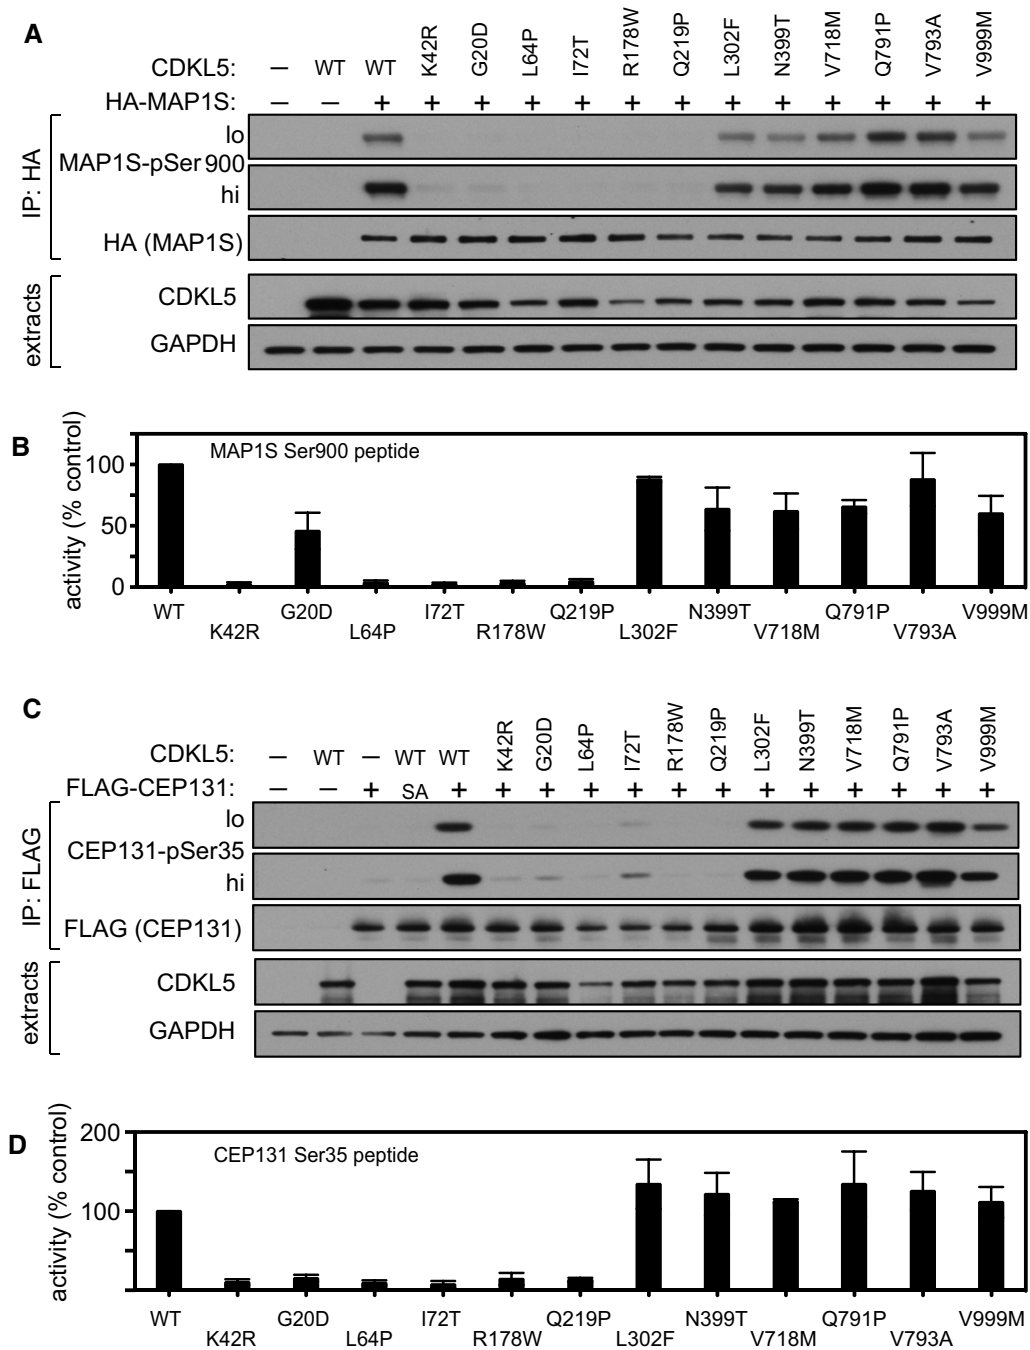 A
CDKL5: – WT WT K42R G20D L64P I72T R178W Q219P L302F N399T V718M Q791P V793A V999M
HA-MAP1S: – – + + + + + + + + + + + + +
IP: HA
lo
MAP1S-pSer 900
hi
HA (MAP1S)
extracts
CDKL5
GAPDH
B
activity (% control)
MAP1S Ser900 peptide
100
50
0
WT K42R G20D L64P I72T R178W Q219P L302F N399T V718M Q791P V793A V999M
C
CDKL5: – WT – WT WT K42R G20D L64P I72T R178W Q219P L302F N399T V718M Q791P V793A V999M
FLAG-CEP131: – – + SA + + + + + + + + + + + + +
IP: FLAG
lo
CEP131-pSer35
hi
FLAG (CEP131)
extracts
CDKL5
GAPDH
D
activity (% control)
CEP131 Ser35 peptide
200
100
WT K42R G20D L64P I72T R178W Q219P L302F N399T V718M Q791P V793A V999M